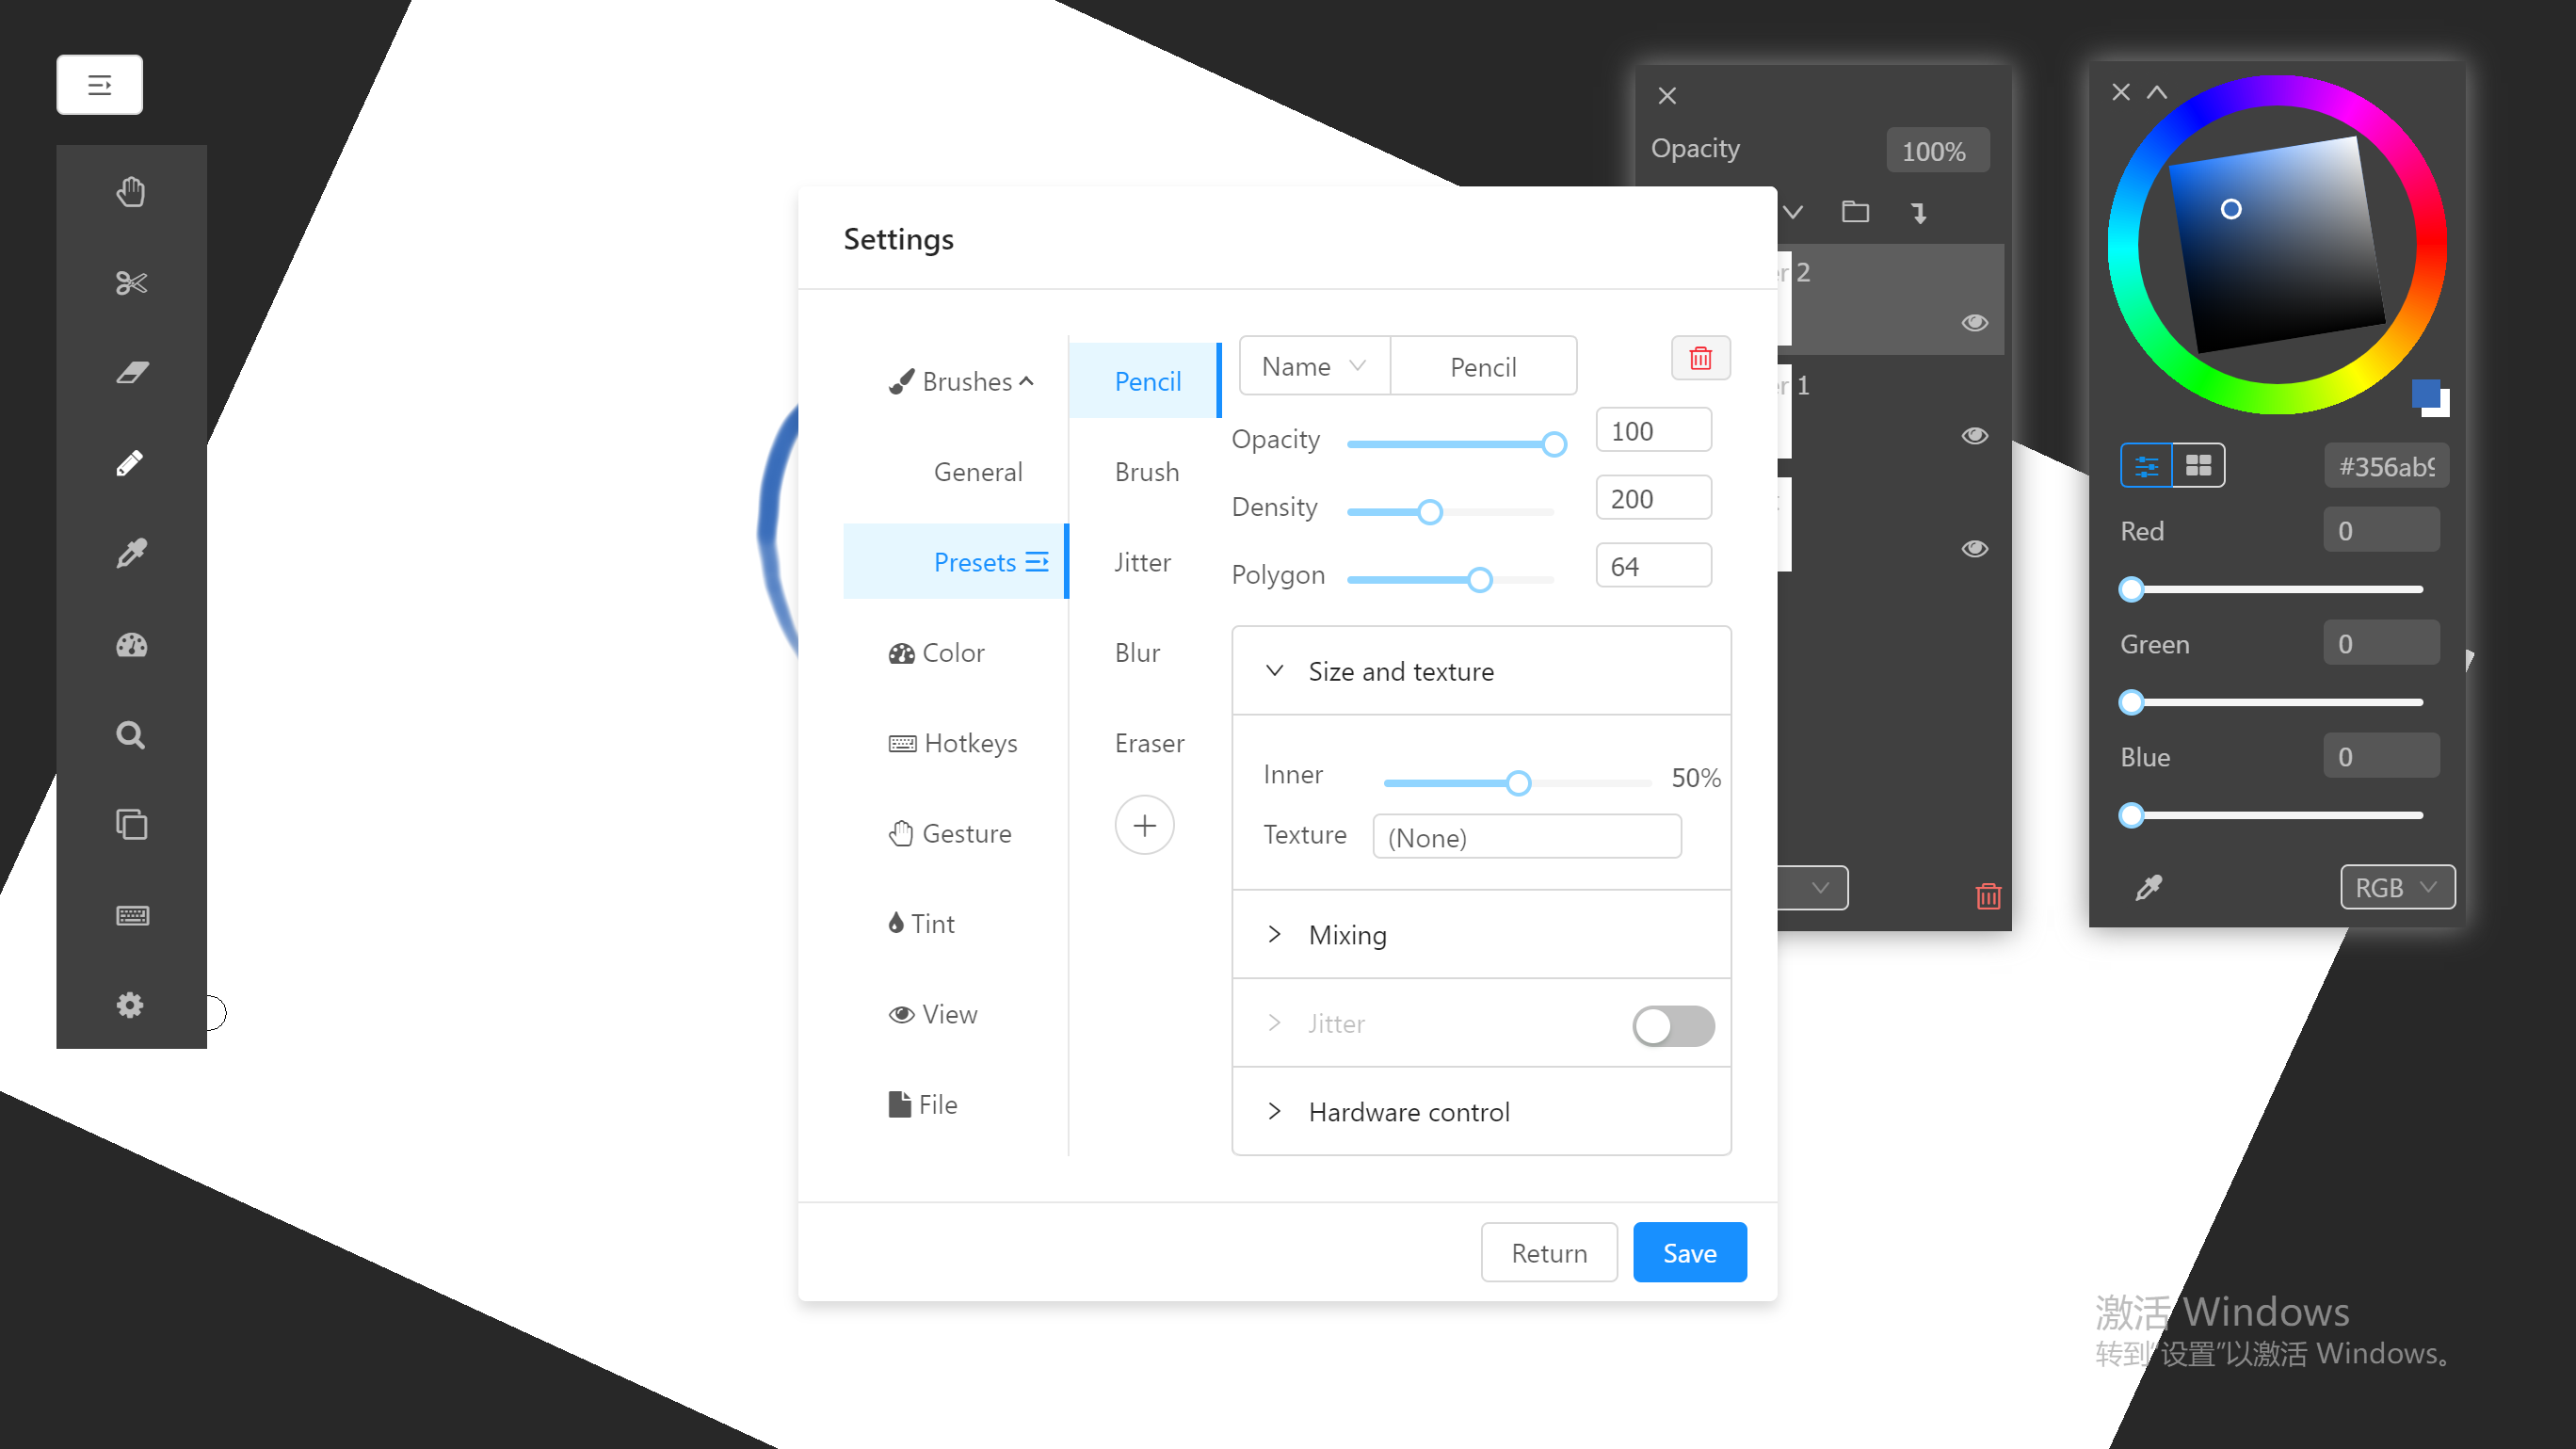 Settings
Brushes
General
Presets
Color
Hotkeys
Gesture
Tint
View
File
Pencil
Brush
Jitter
Blur
Eraser
Name
Pencil
Opacity
100
Density
200
Polygon
64
Size and texture
Inner
50%
Texture
(None)
Mixing
Jitter
Hardware control
Return
Save
Opacity
100%
er 2
er 1
#356ab9
Red
0
Green
0
Blue
0
RGB
激活 Windows
转到“设置”以激活 Windows。